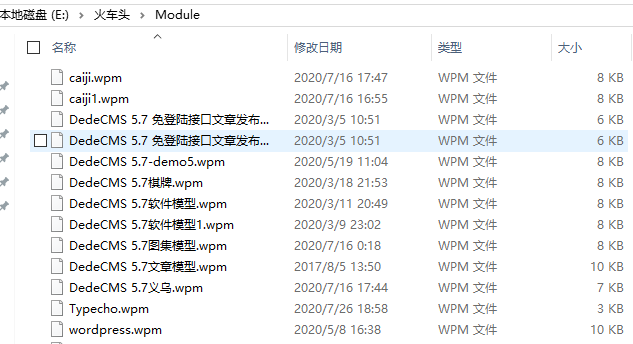 本地磁盘 (E:) › 火车头 › Module
名称 修改日期 类型 大小
caiji.wpm 2020/7/16 17:47 WPM 文件 8 KB
caiji1.wpm 2020/7/16 16:55 WPM 文件 8 KB
DedeCMS 5.7 免登陆接口文章发布... 2020/3/5 10:51 WPM 文件 6 KB
DedeCMS 5.7 免登陆接口文章发布... 2020/3/5 10:51 WPM 文件 6 KB
DedeCMS 5.7-demo5.wpm 2020/5/19 11:04 WPM 文件 8 KB
DedeCMS 5.7棋牌.wpm 2020/3/18 21:53 WPM 文件 8 KB
DedeCMS 5.7软件模型.wpm 2020/3/11 20:49 WPM 文件 8 KB
DedeCMS 5.7软件模型1.wpm 2020/3/9 23:02 WPM 文件 8 KB
DedeCMS 5.7图集模型.wpm 2020/7/16 0:18 WPM 文件 8 KB
DedeCMS 5.7文章模型.wpm 2017/8/5 13:50 WPM 文件 10 KB
DedeCMS 5.7义乌.wpm 2020/7/16 17:44 WPM 文件 7 KB
Typecho.wpm 2020/7/26 18:58 WPM 文件 3 KB
wordpress.wpm 2020/5/8 16:38 WPM 文件 10 KB